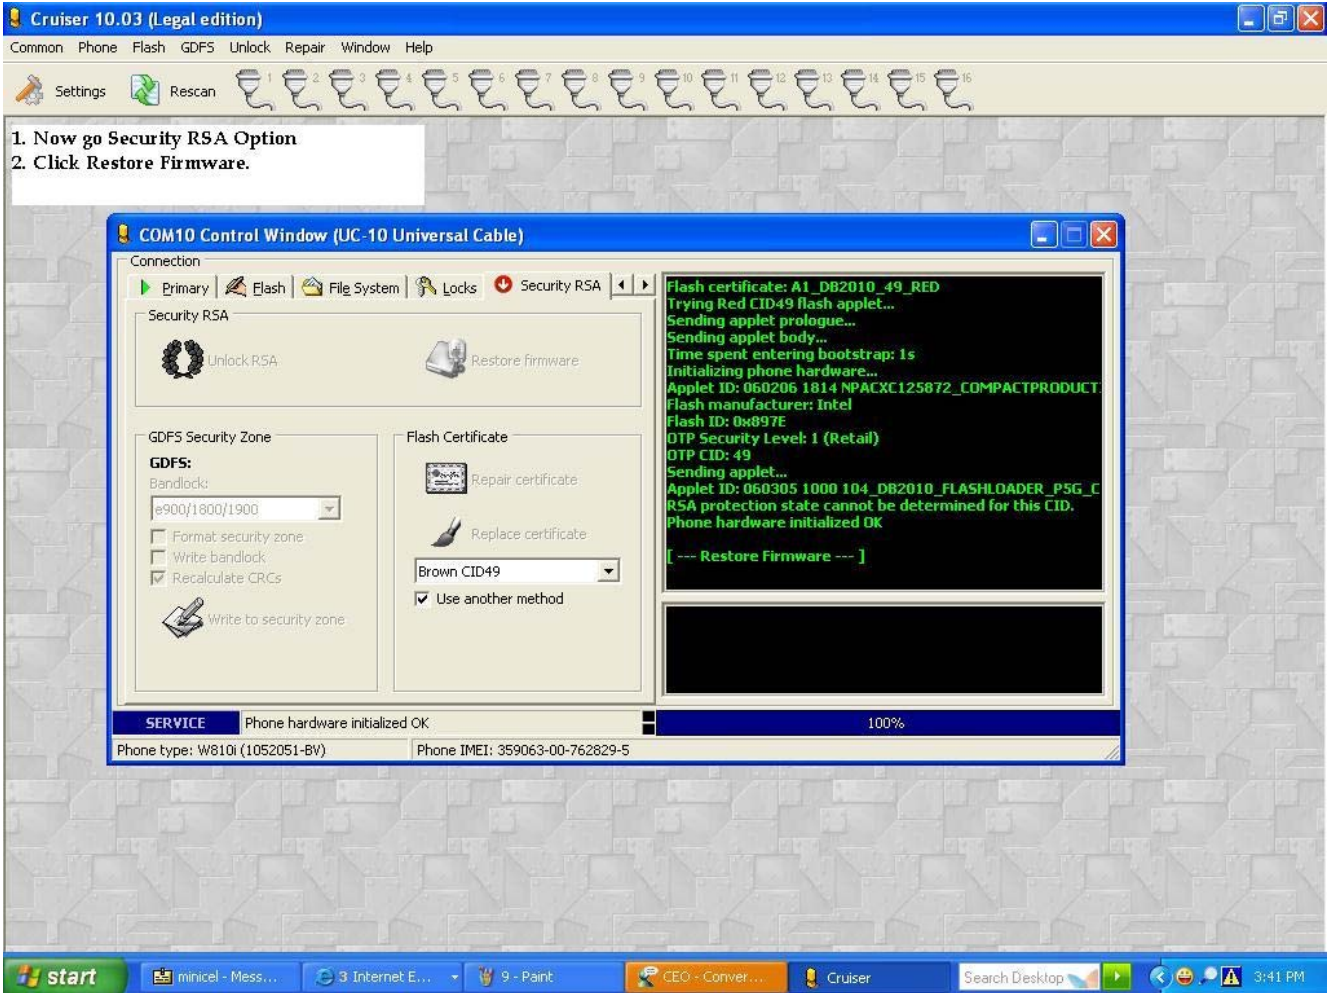 Cruiser 10.03 (Legal edition)
Common Phone Flash GDFS Unlock Repair Window Help
Settings Rescan 1 2 3 4 5 6 7 8 9 10 11 12 13 14 15 16
1. Now go Security RSA Option
2. Click Restore Firmware.
COM10 Control Window (UC-10 Universal Cable)
Connection
Primary Flash File System Locks Security RSA
Security RSA
Unlock RSA Restore firmware
GDFS Security Zone
GDFS:
Bandlock:
e900/1800/1900
Format security zone
Write bandlock
Recalculate CRCs
Write to security zone
Flash Certificate
Repair certificate
Replace certificate
Brown CID49
Use another method
Flash certificate: A1_DB2010_49_RED
Trying Red CID49 flash applet...
Sending applet prologue...
Sending applet body...
Time spent entering bootstrap: 1s
Initializing phone hardware...
Applet ID: 060206 1814 NPACXC125872_COMPACTPRODUCT
Flash manufacturer: Intel
Flash ID: 0x897E
OTP Security Level: 1 (Retail)
OTP CID: 49
Sending applet...
Applet ID: 060305 1000 104_DB2010_FLASHLOADER_P5G_C
RSA protection state cannot be determined for this CID.
Phone hardware initialized OK
[ --- Restore Firmware --- ]
SERVICE Phone hardware initialized OK 100%
Phone type: W810i (1052051-BV) Phone IMEI: 359063-00-762829-5
start minicel - Mess... 3 Internet E... 9 - Paint CEO - Conver... Cruiser Search Desktop 3:41 PM